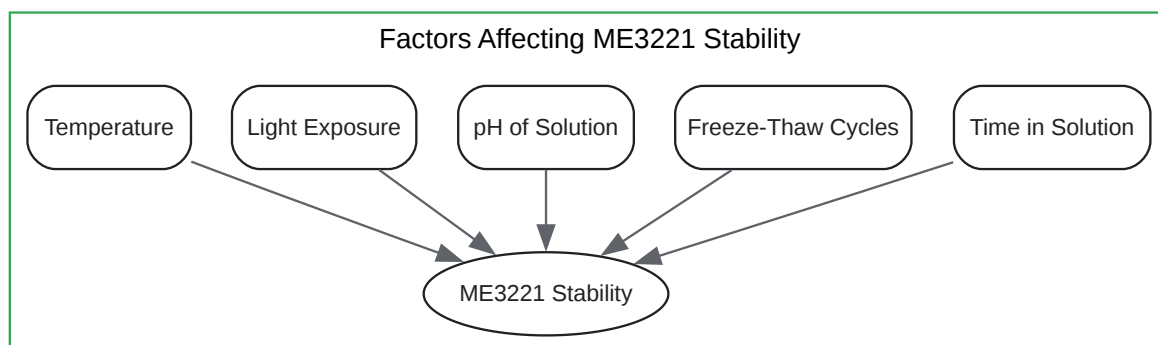 Factors Affecting ME3221 Stability
Temperature
Light Exposure
pH of Solution
Freeze-Thaw Cycles
Time in Solution
ME3221 Stability